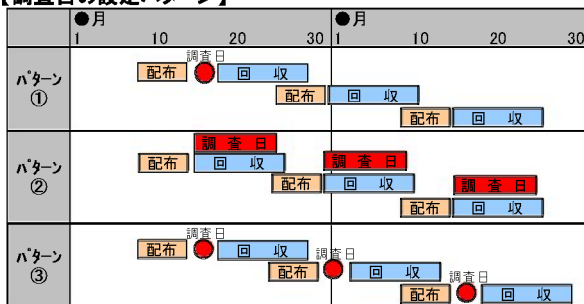 【調査日の設定パターン】
●月 ●月
1 10 20 30 1 10 20 30
パターン
①
調査日
配布 回 収
配布 回 収
配布 回 収
パターン
②
調 査 日
配布 回 収
調 査 日
配布 回 収
調 査 日
配布 回 収
パターン
③
調査日
配布 回 収
調査日
配布 回 収
調査日
配布 回 収